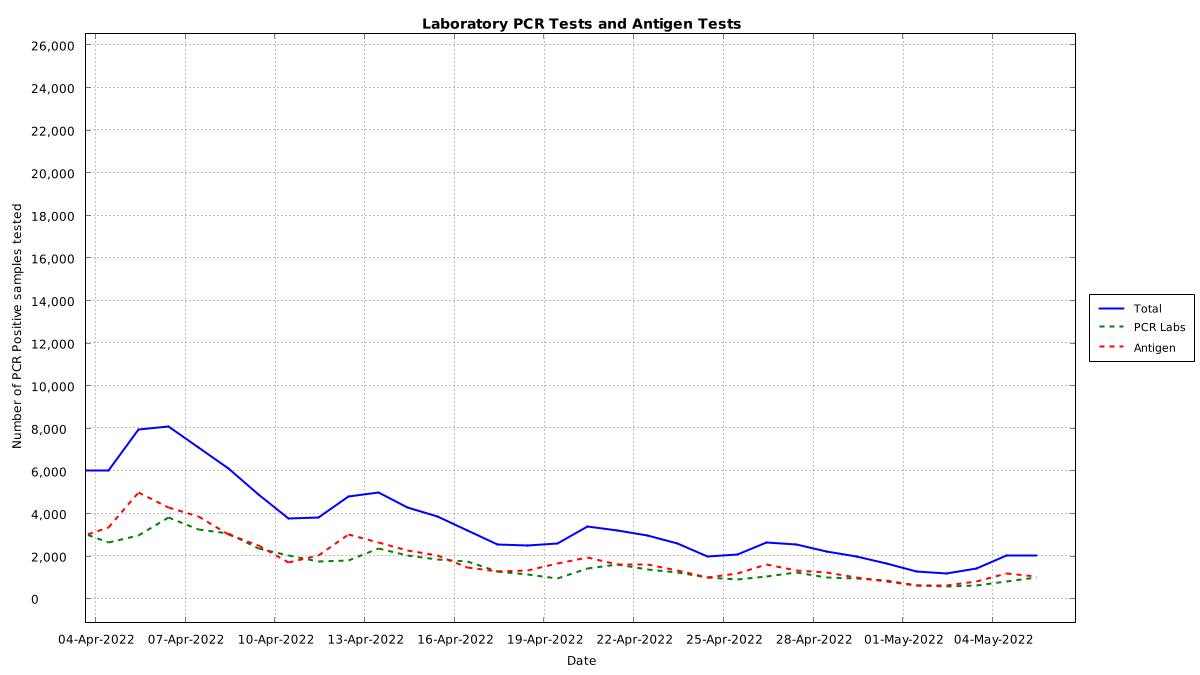 Laboratory PCR Tests and Antigen Tests
26,000
24,000
22,000
20,000
18,000
16,000
14,000
12,000
10,000
8,000
6,000
4,000
2,000
0
Number of PCR Positive samples tested
04-Apr-2022 07-Apr-2022 10-Apr-2022 13-Apr-2022 16-Apr-2022 19-Apr-2022 22-Apr-2022 25-Apr-2022 28-Apr-2022 01-May-2022 04-May-2022
Date
Total
PCR Labs
Antigen